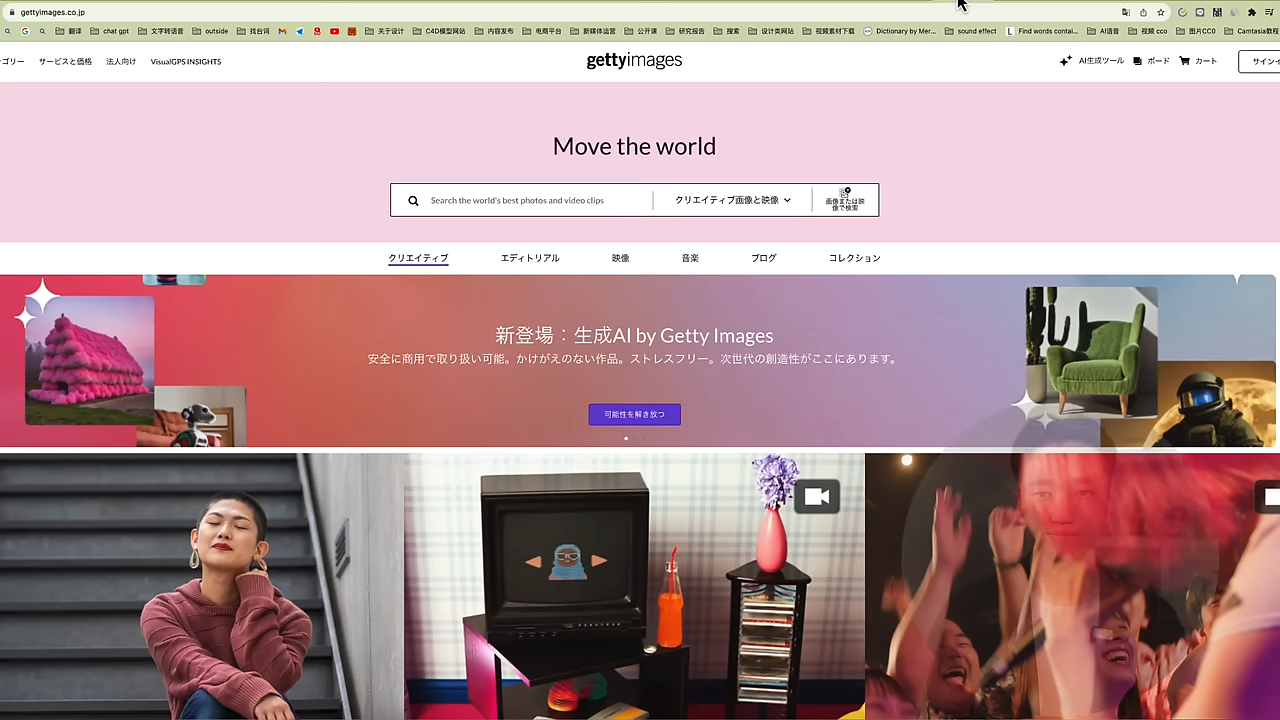 gettyimages.co.jp
翻译
chat gpt
文字转语音
outside
找台词
关于设计
C4D模型网站
内容发布
电商平台
新媒体运营
公开课
研究报告
搜索
设计类网站
视频素材下载
Dictionary by Mer...
sound effect
Find words contai...
AI语音
视频 cco
图片CC0
Camtasia教程
ゴリー
サービスと価格
法人向け
VisualGPS INSIGHTS
gettyimages
AI生成ツール
ボード
カート
サインイ
Move the world
Search the world's best photos and video clips
クリエイティブ画像と映像
画像または映
像で検索
クリエイティブ
エディトリアル
映像
音楽
ブログ
コレクション
新登場：生成AI by Getty Images
安全に商用で取り扱い可能。かけがえのない作品。ストレスフリー。次世代の創造性がここにあります。
可能性を解き放つ